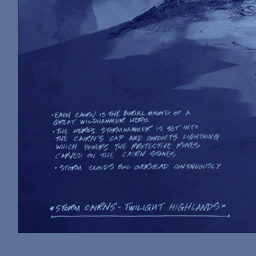 • EACH CAIRN IS THE BURIAL MOUND OF A
GREAT WILDHAMMER HERO.
• THE HERO'S STORMHAMMER IS SET INTO
THE CAIRN'S CAP AND CONDUCTS LIGHTNING
WHICH POWERS THE PROTECTIVE RUNES
CARVED ON THE CAIRN STONES.
• STORM CLOUDS BOIL OVERHEAD CONTINUOUSLY.
*STORM CAIRNS - TWILIGHT HIGHLANDS*